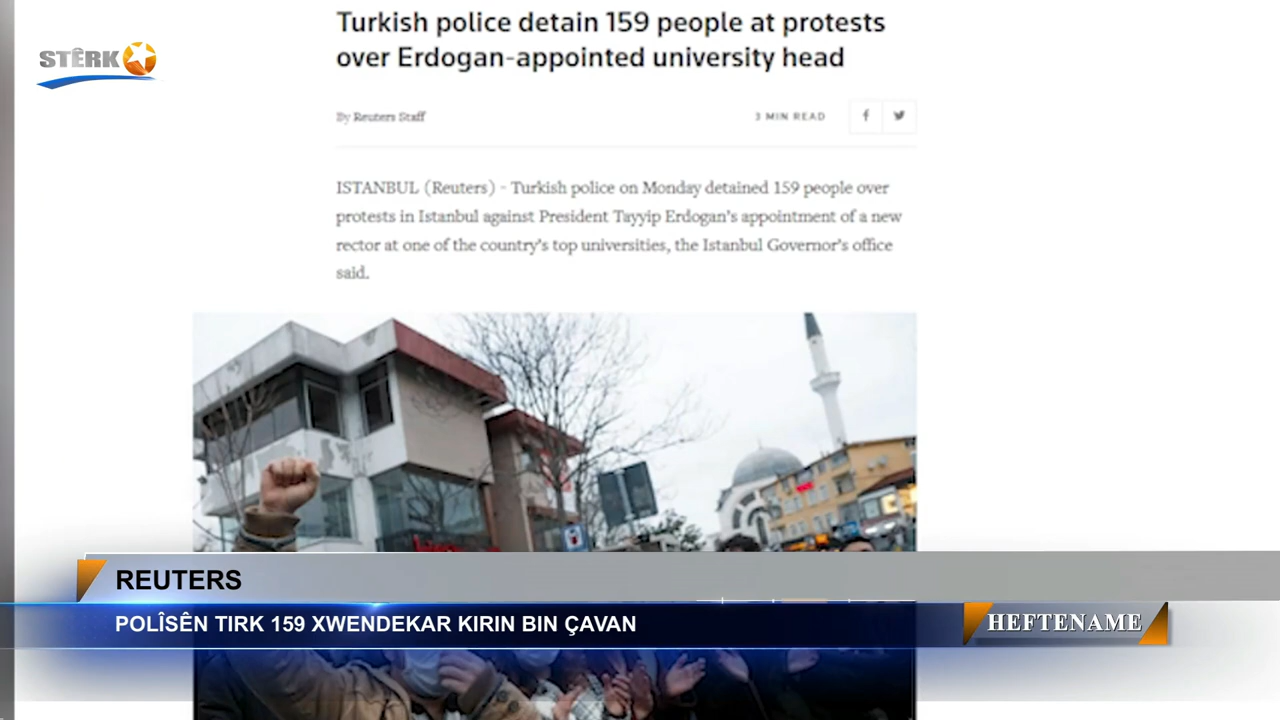 Turkish police detain 159 people at protests
over Erdogan-appointed university head
STÊRK
By Reuters Staff
3 MIN READ
ISTANBUL (Reuters) - Turkish police on Monday detained 159 people over
protests in Istanbul against President Tayyip Erdogan's appointment of a new
rector at one of the country's top universities, the Istanbul Governor's office
said.
REUTERS
POLÎSÊN TIRK 159 XWENDEKAR KIRIN BIN ÇAVAN
HEFTENAME